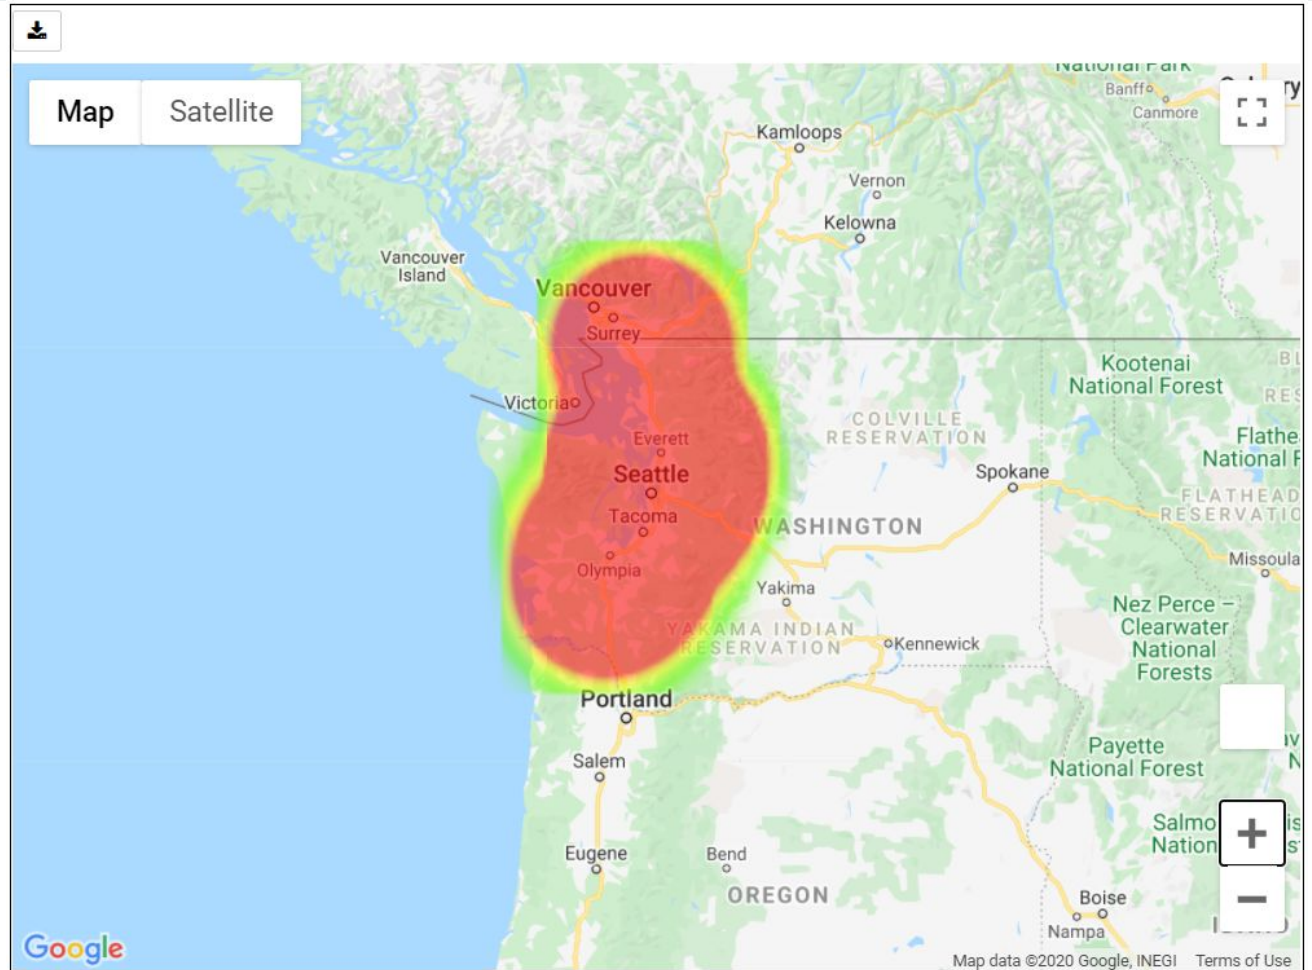 National Park
Banff
Canmore
Map
Satellite
Kamloops
Vernon
Kelowna
Vancouver
Island
Vancouver
Surrey
Victoria
Kootenai
National Forest
COLVILLE
RESERVATION
Everett
Seattle
Spokane
Tacoma
WASHINGTON
FLATHEAD
Olympia
Missoula
Yakima
YAKAMA INDIAN
RESERVATION
Kennewick
Nez Perce –
Clearwater
National
Forests
Portland
Salem
Payette
National Forest
Eugene
Bend
OREGON
Boise
Nampa
Google
Map data ©2020 Google, INEGI
Terms of Use